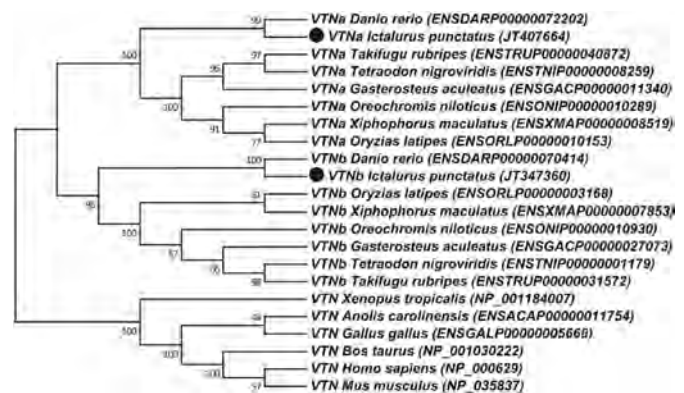 VTNa Danio rerio (ENSDARP00000072202)
VTNa Ictalurus punctatus (JT407664)
VTNa Takifugu rubripes (ENSTRUP00000040872)
VTNa Tetraodon nigroviridis (ENSTNIP00000008259)
VTNa Gasterosteus aculeatus (ENSGACP00000011340)
VTNa Oreochromis niloticus (ENSONIP00000010289)
VTNa Xiphophorus maculatus (ENSXMAP00000008519)
VTNa Oryzias latipes (ENSORLP00000010153)
VTNb Danio rerio (ENSDARP00000070414)
VTNb Ictalurus punctatus (JT347360)
VTNb Oryzias latipes (ENSORLP00000003168)
VTNb Xiphophorus maculatus (ENSXMAP00000007853)
VTNb Oreochromis niloticus (ENSONIP00000010930)
VTNb Gasterosteus aculeatus (ENSGACP00000027073)
VTNb Tetraodon nigroviridis (ENSTNIP00000001179)
VTNb Takifugu rubripes (ENSTRUP00000031572)
VTN Xenopus tropicalis (NP_001184007)
VTN Anolis carolinensis (ENSACAP00000011754)
VTN Gallus gallus (ENSGALP00000005668)
VTN Bos taurus (NP_001030222)
VTN Homo sapiens (NP_000629)
VTN Mus musculus (NP_035837)
100
97
100
91
77
100
100
100
100
100